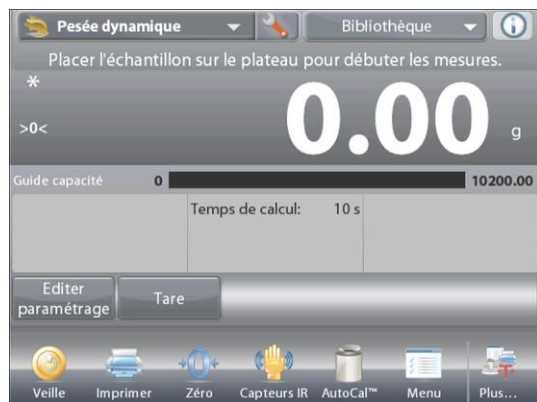 Pesée dynamique Bibliothèque
Placer l'échantillon sur le plateau pour débuter les mesures.
*
>0< 0.00 g
Guide capacité 0 10200.00
Temps de calcul: 10 s
Editer
paramétrage
Tare
Veille Imprimer Zéro Capteurs IR AutoCal™ Menu Plus...